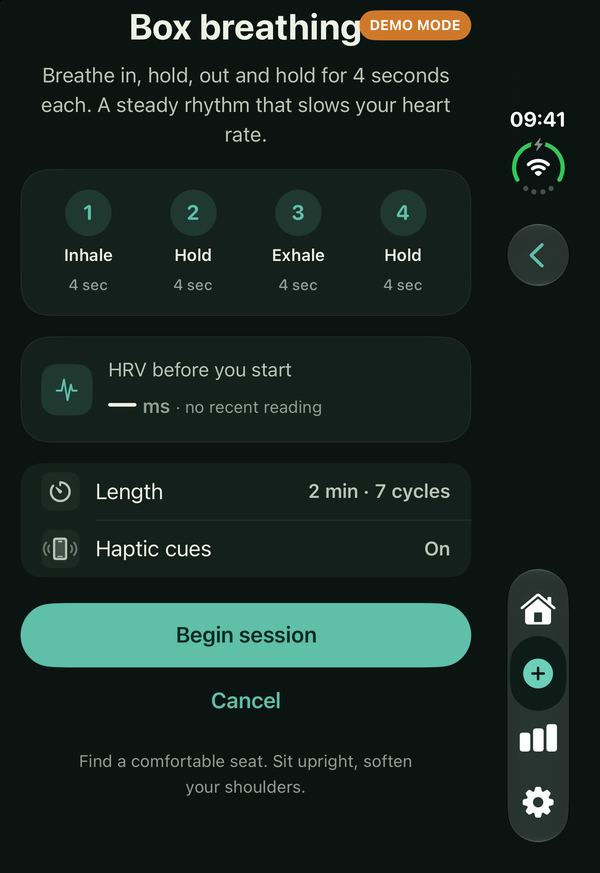 Box breathing
DEMO MODE
Breathe in, hold, out and hold for 4 seconds
each. A steady rhythm that slows your heart
rate.
09:41
1 2 3 4
Inhale Hold Exhale Hold
4 sec 4 sec 4 sec 4 sec
HRV before you start
— ms · no recent reading
Length 2 min · 7 cycles
Haptic cues On
Begin session
Cancel
Find a comfortable seat. Sit upright, soften
your shoulders.